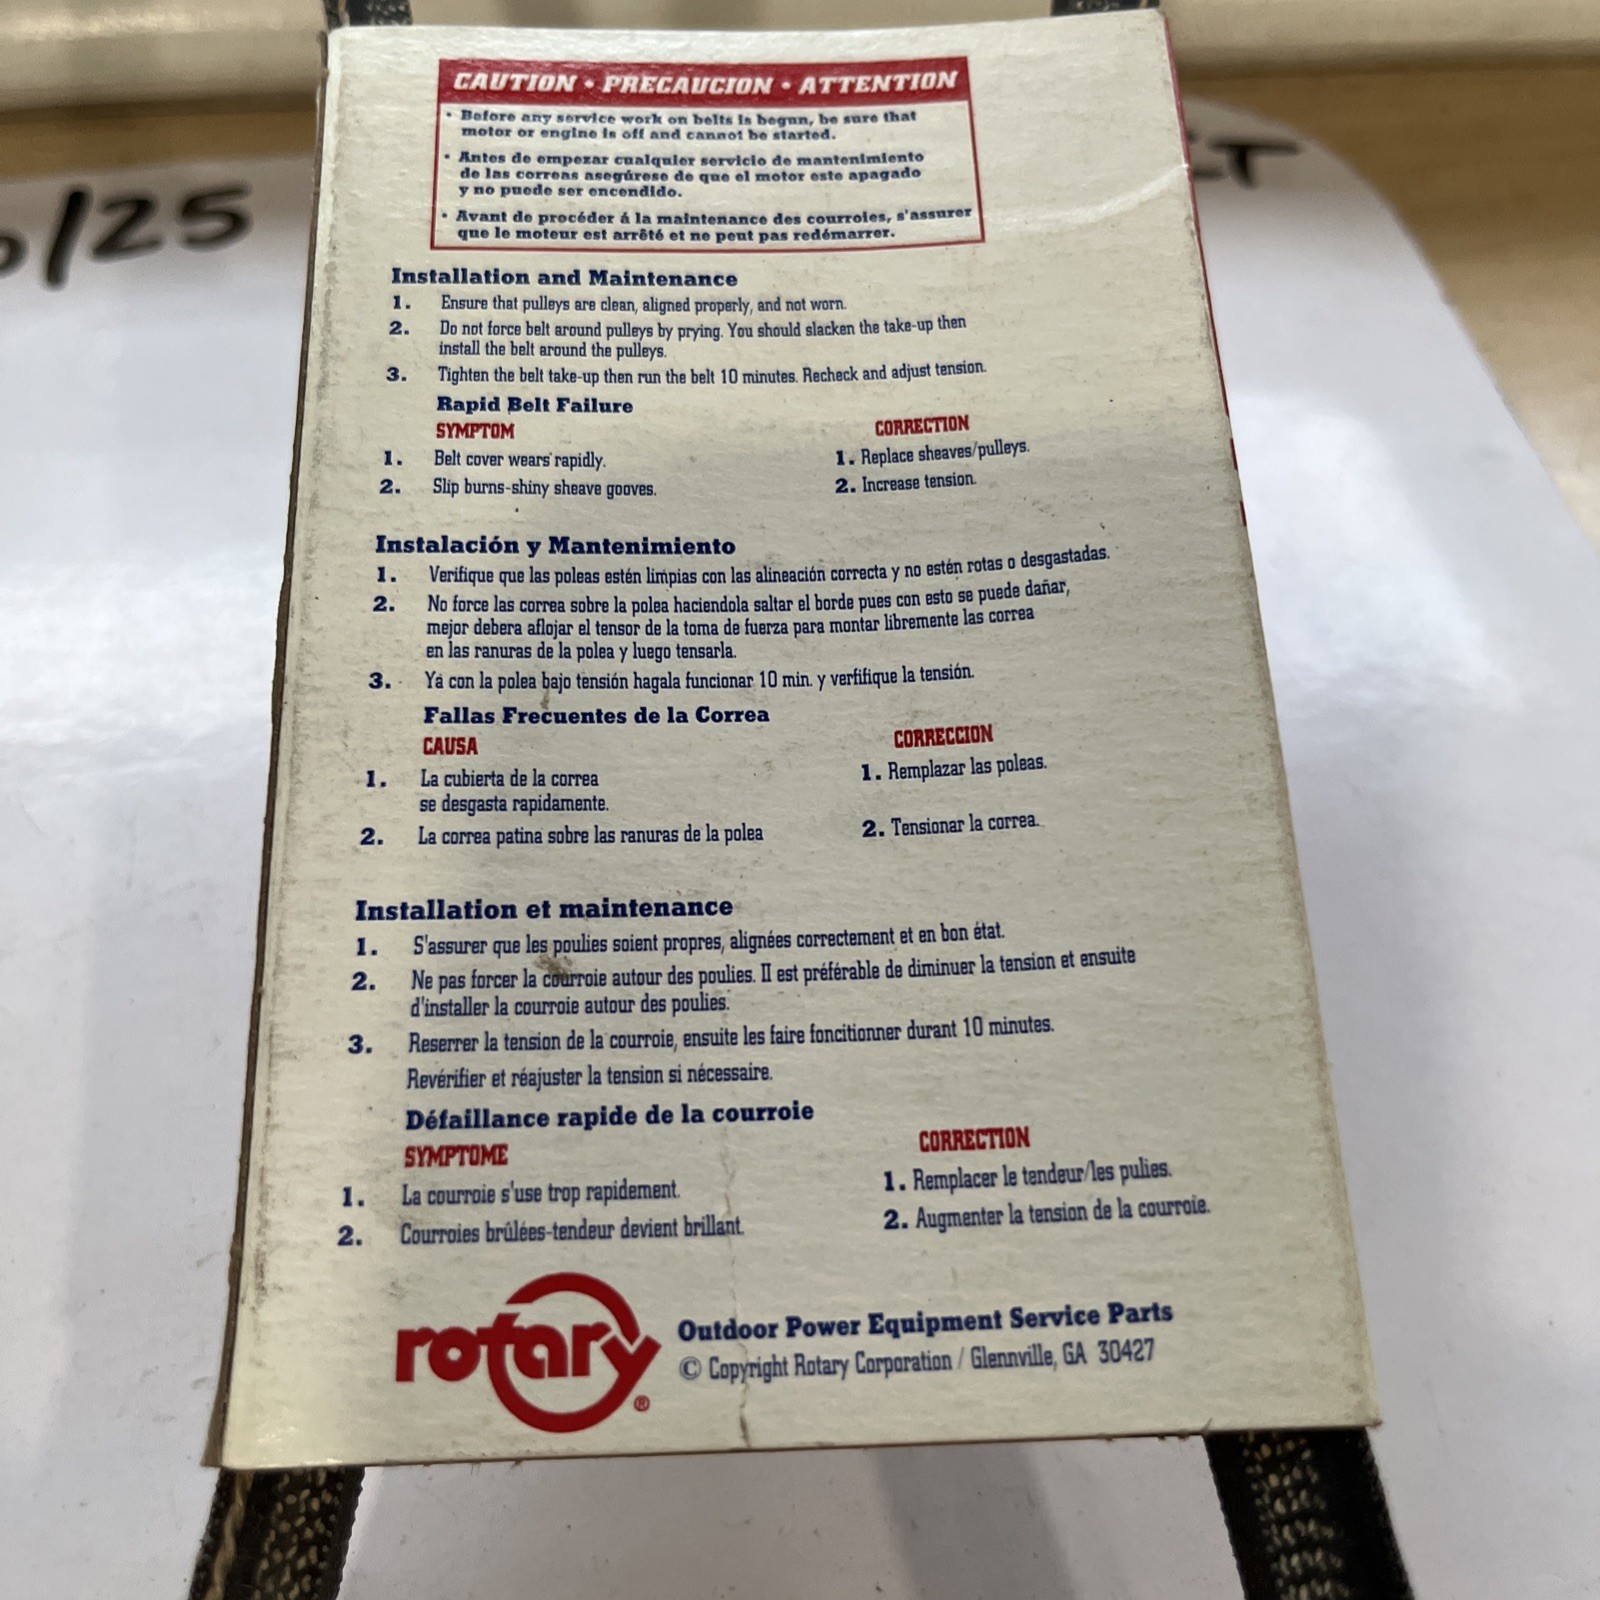 CAUTION • PRECAUCION • ATTENTION
• Before any service work on belts is begun, be sure that
motor or engine is off and cannot be started.
• Antes de empezar cualquier servicio de mantenimiento
de las correas asegúrese de que el motor este apagado
y no puede ser encendido.
• Avant de procéder á la maintenance des courroies, s'assurer
que le moteur est arrêté et ne peut pas redémarrer.
/25
Installation and Maintenance
1. Ensure that pulleys are clean, aligned properly, and not worn.
2. Do not force belt around pulleys by prying. You should slacken the take-up then
install the belt around the pulleys.
3. Tighten the belt take-up then run the belt 10 minutes. Recheck and adjust tension.
Rapid Belt Failure
SYMPTOM CORRECTION
1. Belt cover wears rapidly. 1. Replace sheaves/pulleys.
2. Slip burns-shiny sheave gooves. 2. Increase tension.
Instalación y Mantenimiento
1. Verifique que las poleas estén limpias con las alineación correcta y no estén rotas o desgastadas.
2. No force las correa sobre la polea haciendola saltar el borde pues con esto se puede dañar,
mejor debera aflojar el tensor de la toma de fuerza para montar libremente las correa
en las ranuras de la polea y luego tensarla.
3. Ya con la polea bajo tensión hagala funcionar 10 min. y verfifique la tensión.
Fallas Frecuentes de la Correa
CAUSA CORRECCION
1. La cubierta de la correa 1. Remplazar las poleas.
se desgasta rapidamente.
2. La correa patina sobre las ranuras de la polea 2. Tensionar la correa.
Installation et maintenance
1. S'assurer que les poulies soient propres, alignées correctement et en bon état.
2. Ne pas forcer la courroie autour des poulies. II est préférable de diminuer la tension et ensuite
d'installer la courroie autour des poulies.
3. Reserrer la tension de la courroie, ensuite les faire foncitionner durant 10 minutes.
Revérifier et réajuster la tension si nécessaire.
Défaillance rapide de la courroie
SYMPTOME CORRECTION
1. La courroie s'use trop rapidement. 1. Remplacer le tendeur/les pulies.
2. Courroies brûlées-tendeur devient brillant. 2. Augmenter la tension de la courroie.
rotary®
Outdoor Power Equipment Service Parts
© Copyright Rotary Corporation / Glennville, GA 30427